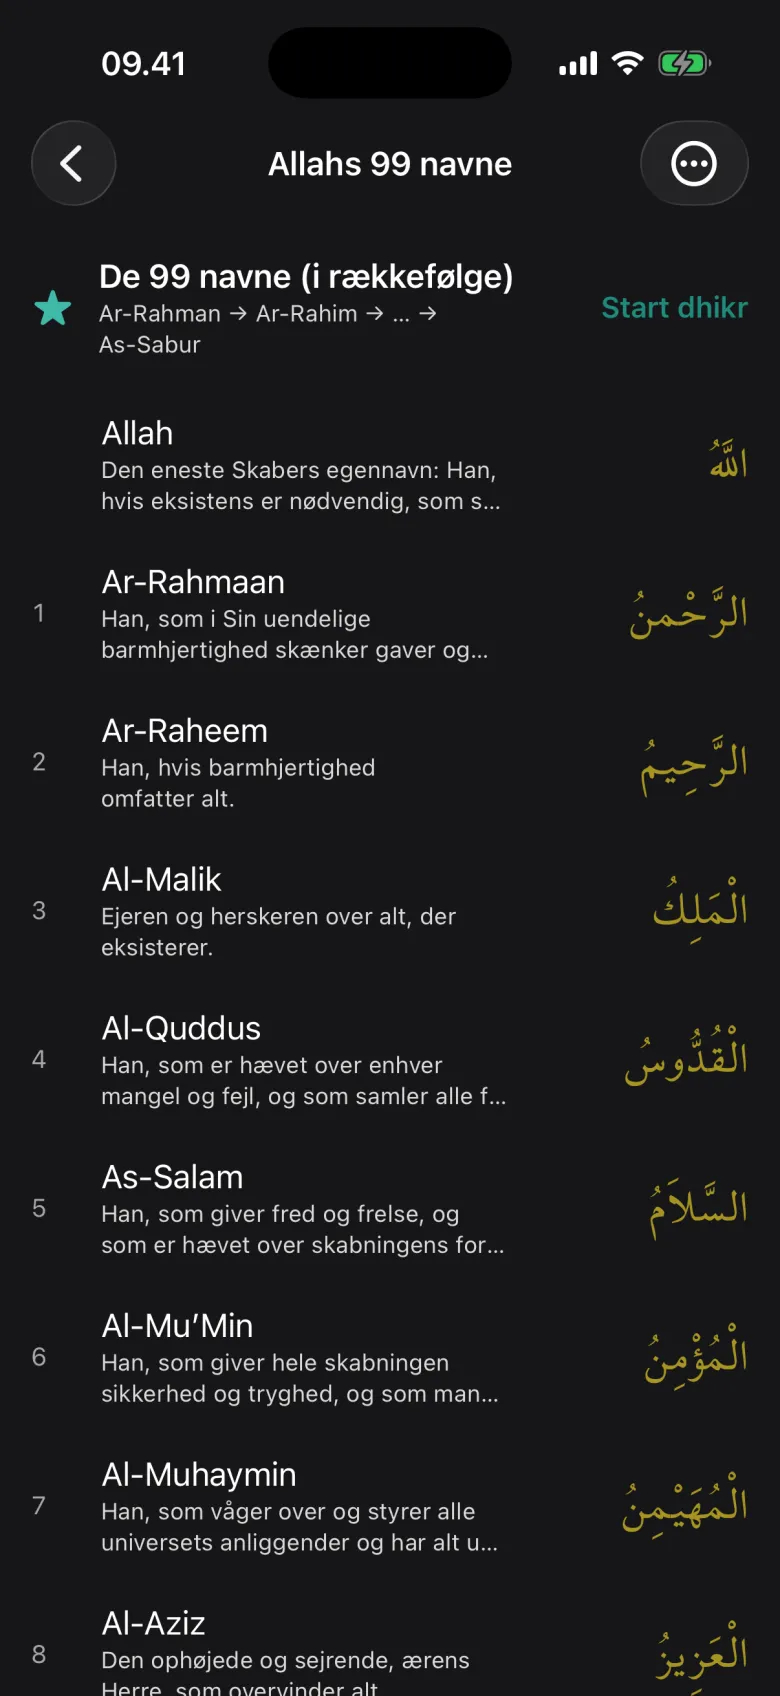 09.41
Allahs 99 navne
De 99 navne (i rækkefølge)
Ar-Rahman → Ar-Rahim → ... →
As-Sabur
Start dhikr
Allah
Den eneste Skabers egennavn: Han,
hvis eksistens er nødvendig, som s...
اللَّهُ
1
Ar-Rahmaan
Han, som i Sin uendelige
barmhjertighed skænker gaver og...
الرَّحْمنُ
2
Ar-Raheem
Han, hvis barmhjertighed
omfatter alt.
الرَّحِيمُ
3
Al-Malik
Ejeren og herskeren over alt, der
eksisterer.
الْمَلِكُ
4
Al-Quddus
Han, som er hævet over enhver
mangel og fejl, og som samler alle f...
الْقُدُّوسُ
5
As-Salam
Han, som giver fred og frelse, og
som er hævet over skabningens for...
السَّلاَمُ
6
Al-Mu’Min
Han, som giver hele skabningen
sikkerhed og tryghed, og som man...
الْمُؤْمِنُ
7
Al-Muhaymin
Han, som våger over og styrer alle
universets anliggender og har alt u...
الْمُهَيْمِنُ
8
Al-Aziz
Den ophøjede og sejrende, ærens
Herre, som overvinder alt
الْعَزِيزُ